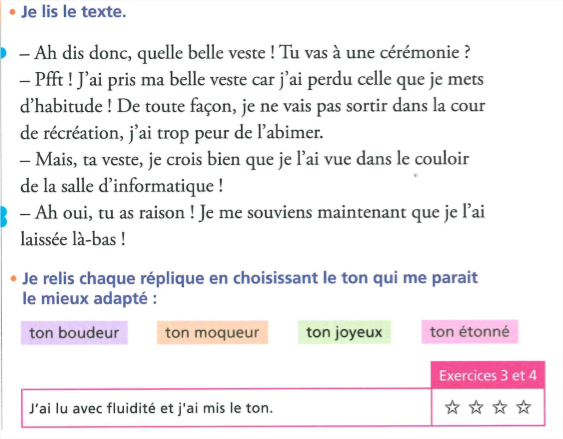 • Je lis le texte.
– Ah dis donc, quelle belle veste ! Tu vas à une cérémonie ?
– Pfft ! J'ai pris ma belle veste car j'ai perdu celle que je mets
d'habitude ! De toute façon, je ne vais pas sortir dans la cour
de récréation, j'ai trop peur de l'abimer.
– Mais, ta veste, je crois bien que je l'ai vue dans le couloir
de la salle d'informatique !
– Ah oui, tu as raison ! Je me souviens maintenant que je l'ai
laissée là-bas !
• Je relis chaque réplique en choisissant le ton qui me parait
le mieux adapté :
ton boudeur ton moqueur ton joyeux ton étonné
Exercices 3 et 4
J'ai lu avec fluidité et j'ai mis le ton. ☆ ☆ ☆ ☆